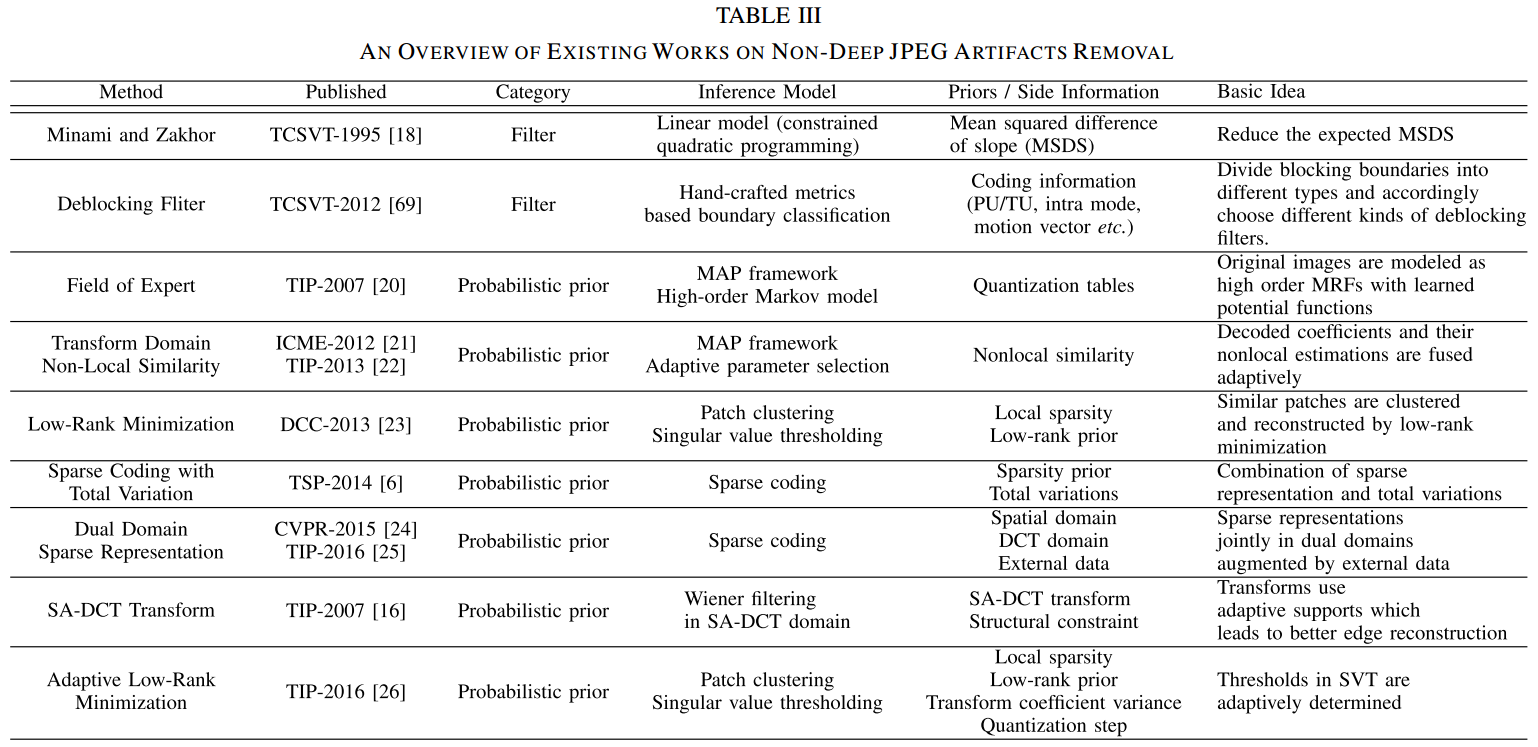 TABLE III
AN OVERVIEW OF EXISTING WORKS ON NON-DEEP JPEG ARTIFACTS REMOVAL
Method Published Category Inference Model Priors / Side Information Basic Idea
Minami and Zakhor
TCSVT-1995 [18]
Filter
Linear model (constrained
quadratic programming)
Mean squared difference
of slope (MSDS)
Reduce the expected MSDS
Deblocking Fliter
TCSVT-2012 [69]
Filter
Hand-crafted metrics
based boundary classification
Coding information
(PU/TU, intra mode,
motion vector etc.)
Divide blocking boundaries into
different types and accordingly
choose different kinds of deblocking
filters.
Field of Expert
TIP-2007 [20]
Probabilistic prior
MAP framework
High-order Markov model
Quantization tables
Original images are modeled as
high order MRFs with learned
potential functions
Transform Domain
Non-Local Similarity
ICME-2012 [21]
TIP-2013 [22]
Probabilistic prior
MAP framework
Adaptive parameter selection
Nonlocal similarity
Decoded coefficients and their
nonlocal estimations are fused
adaptively
Low-Rank Minimization
DCC-2013 [23]
Probabilistic prior
Patch clustering
Singular value thresholding
Local sparsity
Low-rank prior
Similar patches are clustered
and reconstructed by low-rank
minimization
Sparse Coding with
Total Variation
TSP-2014 [6]
Probabilistic prior
Sparse coding
Sparsity prior
Total variations
Combination of sparse
representation and total variations
Dual Domain
Sparse Representation
CVPR-2015 [24]
TIP-2016 [25]
Probabilistic prior
Sparse coding
Spatial domain
DCT domain
External data
Sparse representations
jointly in dual domains
augmented by external data
SA-DCT Transform
TIP-2007 [16]
Probabilistic prior
Wiener filtering
in SA-DCT domain
SA-DCT transform
Structural constraint
Transforms use
adaptive supports which
leads to better edge reconstruction
Adaptive Low-Rank
Minimization
TIP-2016 [26]
Probabilistic prior
Patch clustering
Singular value thresholding
Local sparsity
Low-rank prior
Transform coefficient variance
Quantization step
Thresholds in SVT are
adaptively determined